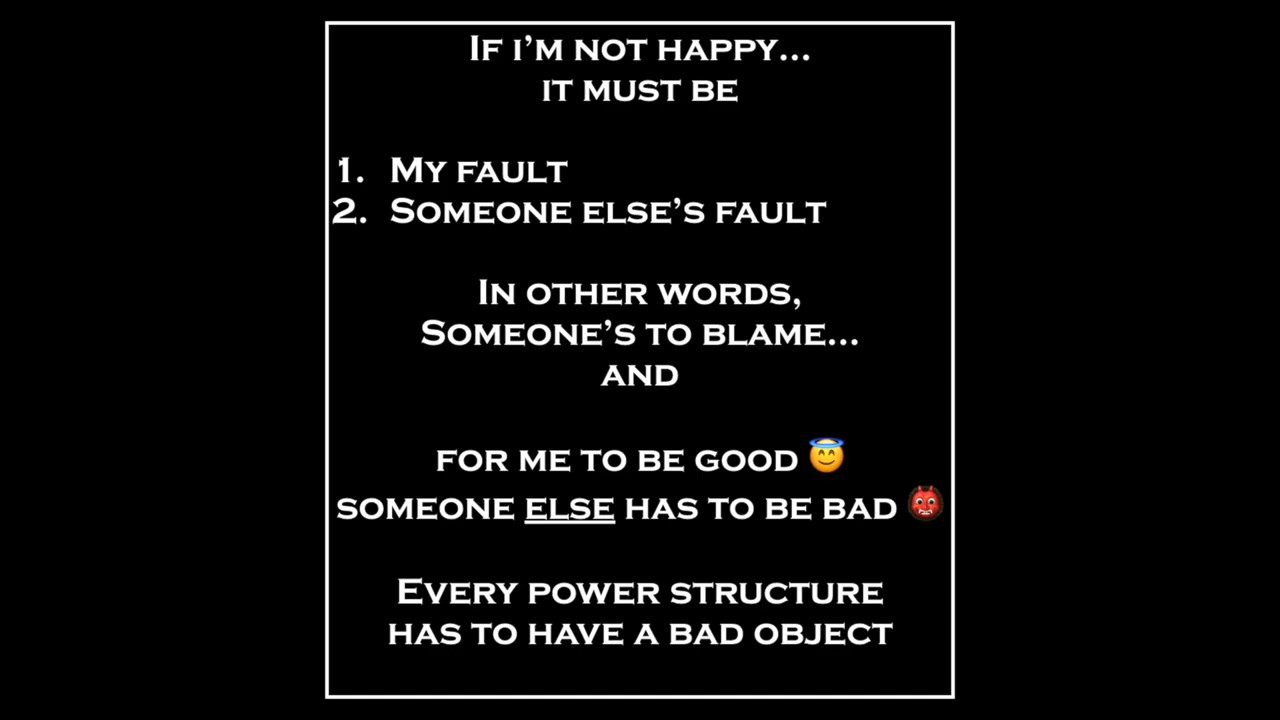 If i’m not happy...
it must be
1. My fault
2. Someone else’s fault
In other words,
Someone’s to blame...
and
for me to be good 😇
someone else has to be bad 👹
Every power structure
has to have a bad object